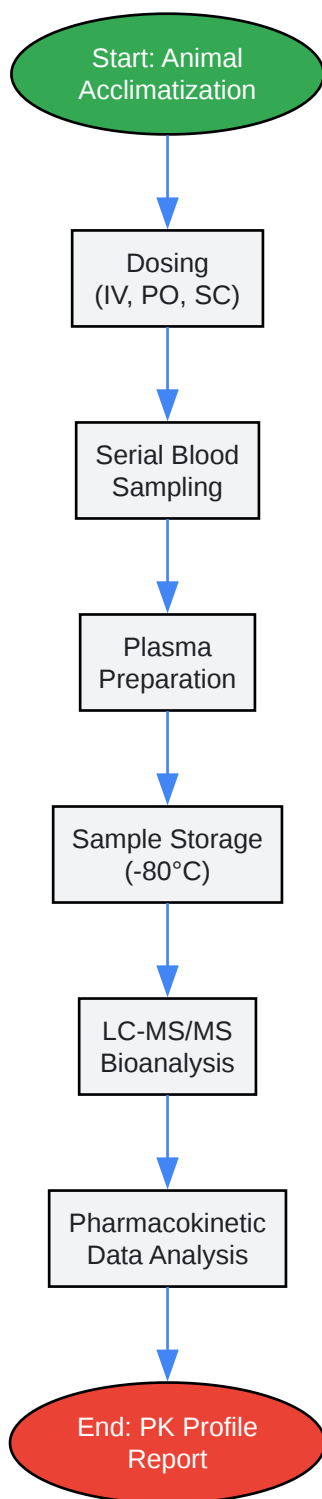 Start: Animal
Acclimatization
Dosing
(IV, PO, SC)
Serial Blood
Sampling
Plasma
Preparation
Sample Storage
(-80°C)
LC-MS/MS
Bioanalysis
Pharmacokinetic
Data Analysis
End: PK Profile
Report